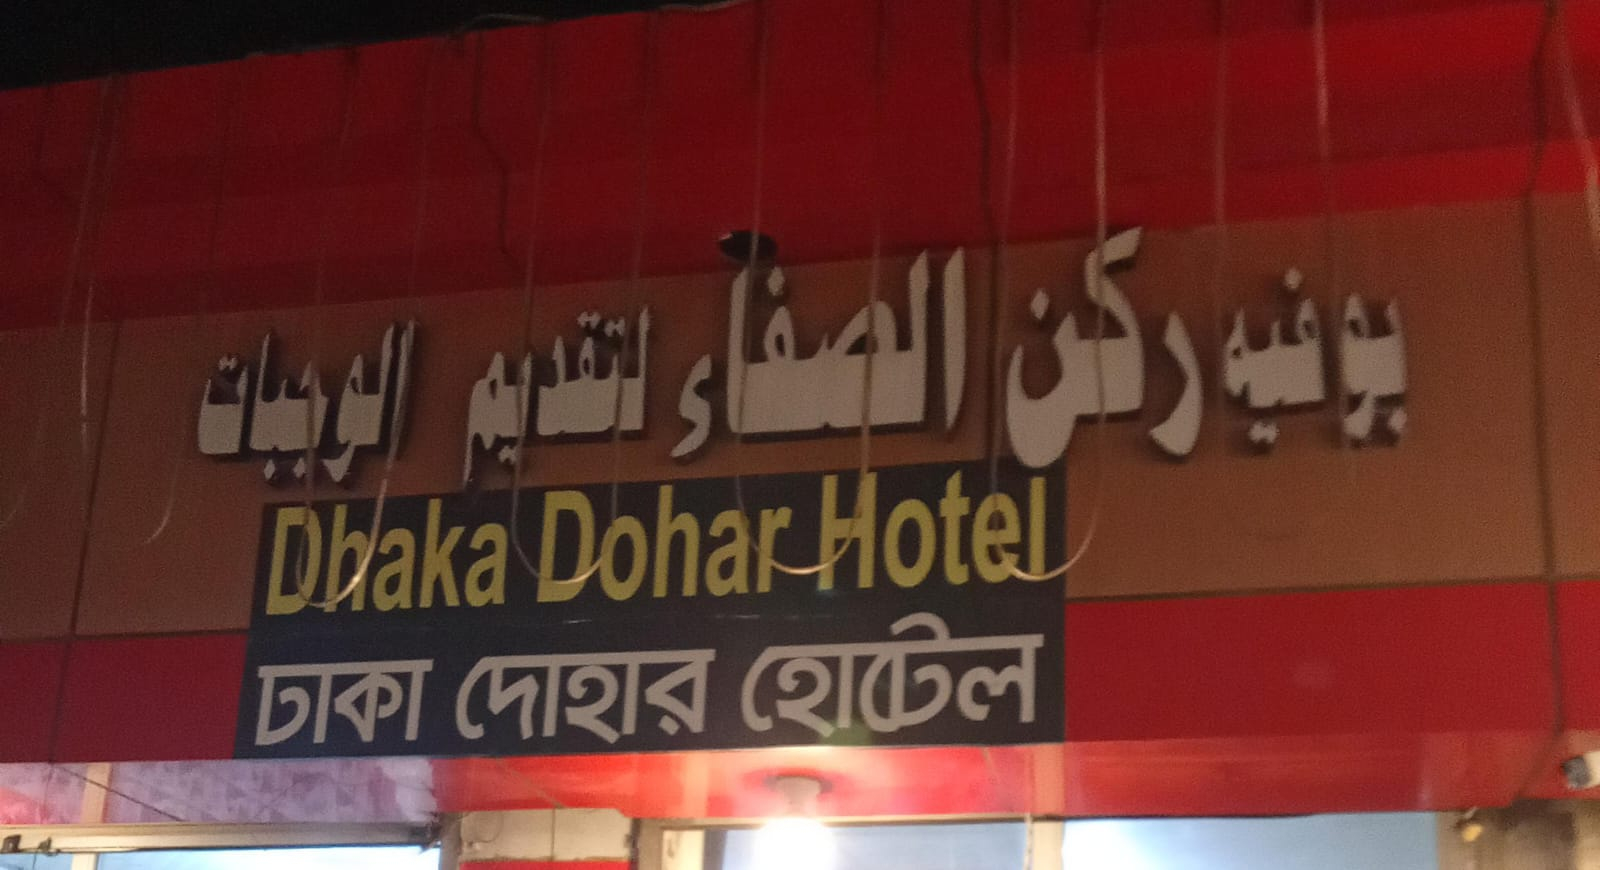 بوفيه ركن الصفاء لتقديم الوجبات
Dhaka Dohar Hotel
ঢাকা দোহার হোটেল